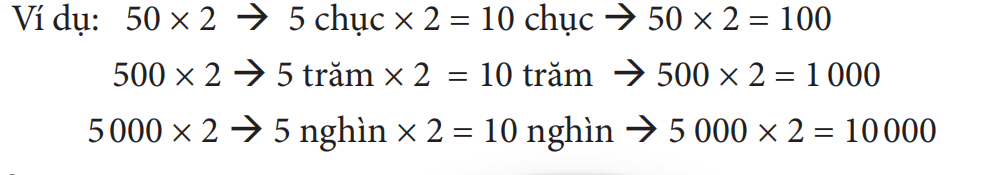 Ví dụ: 50 × 2 → 5 chục × 2 = 10 chục → 50 × 2 = 100
500 × 2 → 5 trăm × 2 = 10 trăm → 500 × 2 = 1 000
5 000 × 2 → 5 nghìn × 2 = 10 nghìn → 5 000 × 2 = 10 000